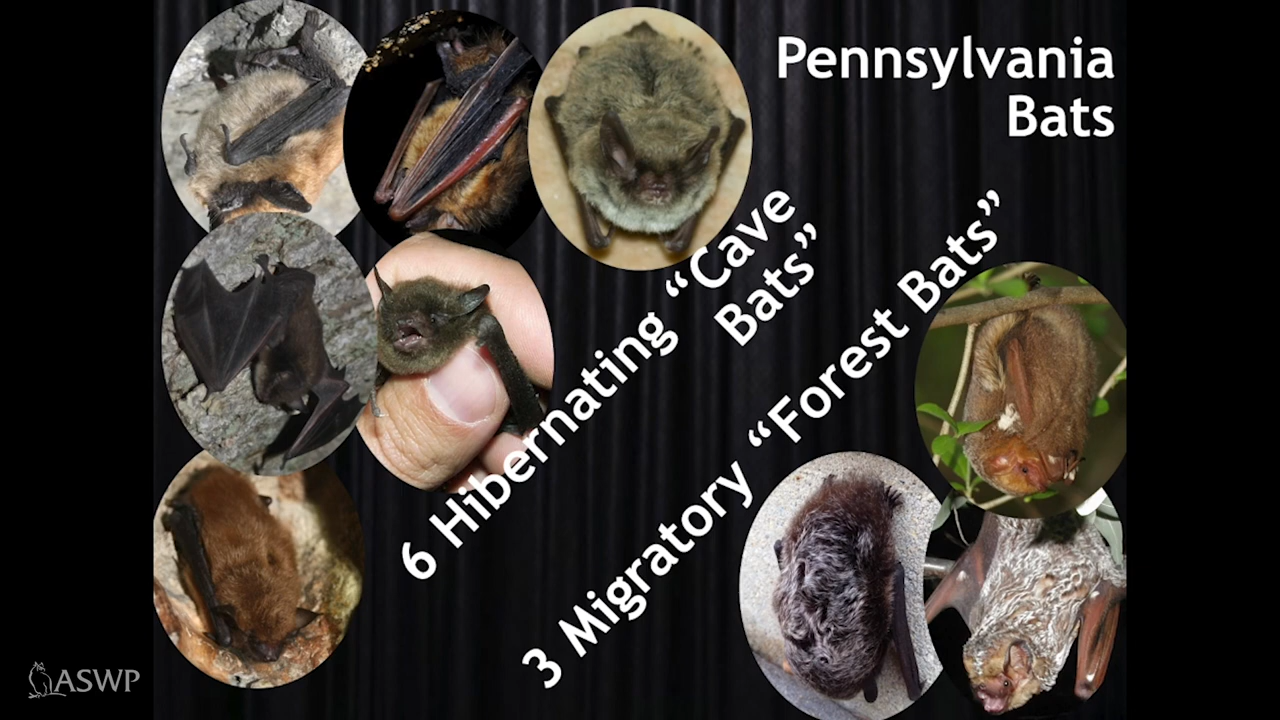 Pennsylvania
Bats
6 Hibernating “Cave
Bats”
3 Migratory “Forest Bats”
ASWP